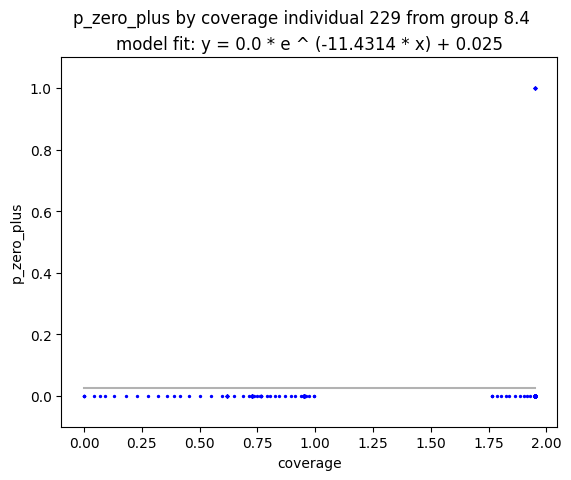 p_zero_plus by coverage individual 229 from group 8.4
model fit: y = 0.0 * e ^ (-11.4314 * x) + 0.025
1.0
0.8
0.6
0.4
0.2
0.0
p_zero_plus
0.00 0.25 0.50 0.75 1.00 1.25 1.50 1.75 2.00
coverage